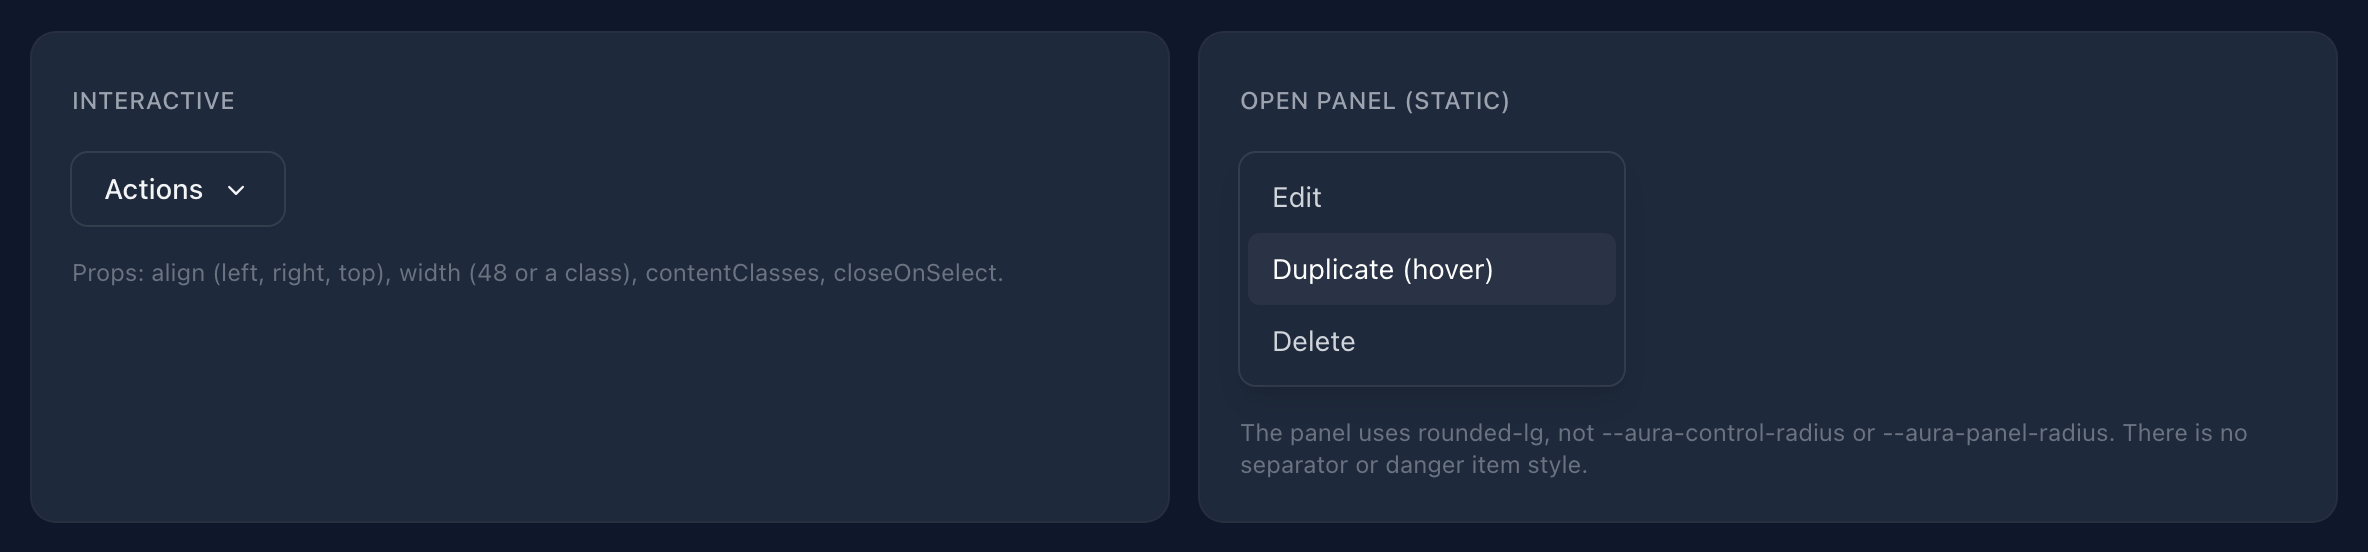 INTERACTIVE
Actions
Props: align (left, right, top), width (48 or a class), contentClasses, closeOnSelect.
OPEN PANEL (STATIC)
Edit
Duplicate (hover)
Delete
The panel uses rounded-lg, not --aura-control-radius or --aura-panel-radius. There is no
separator or danger item style.